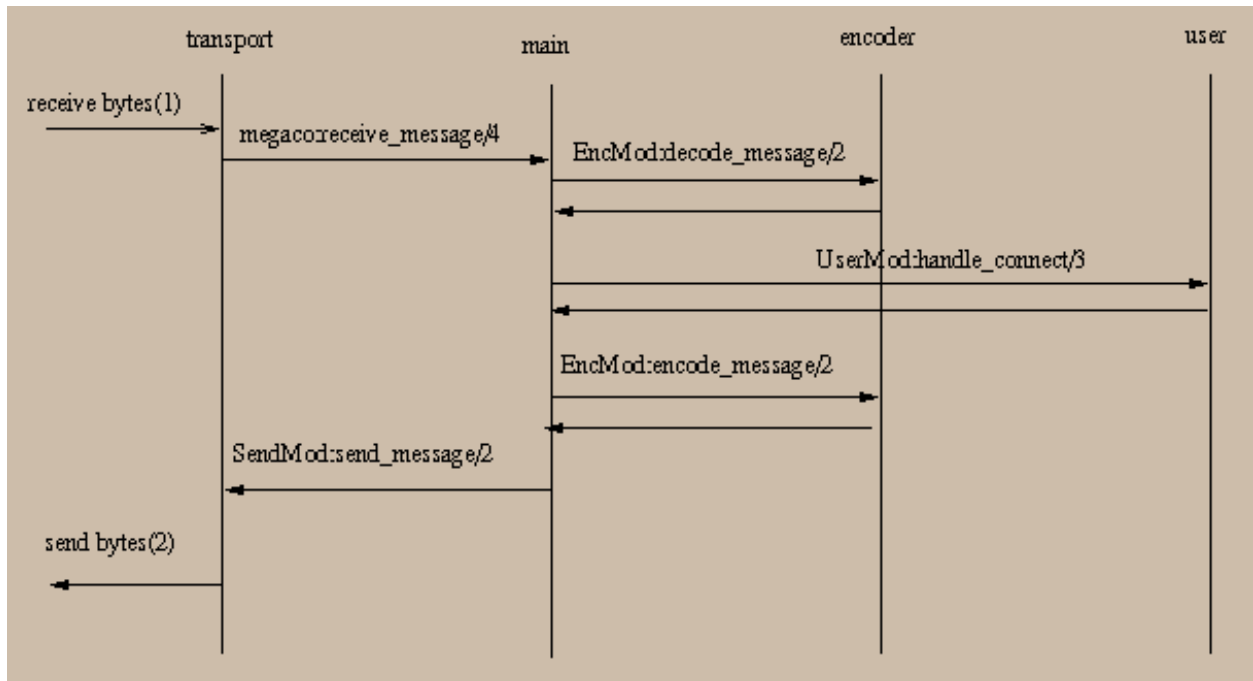 transport main encoder user
receive bytes(1)
megaco:receive_message/4
EncMod:decode_message/2
UserMod:handle_connect/3
EncMod:encode_message/2
SendMod:send_message/2
send bytes(2)